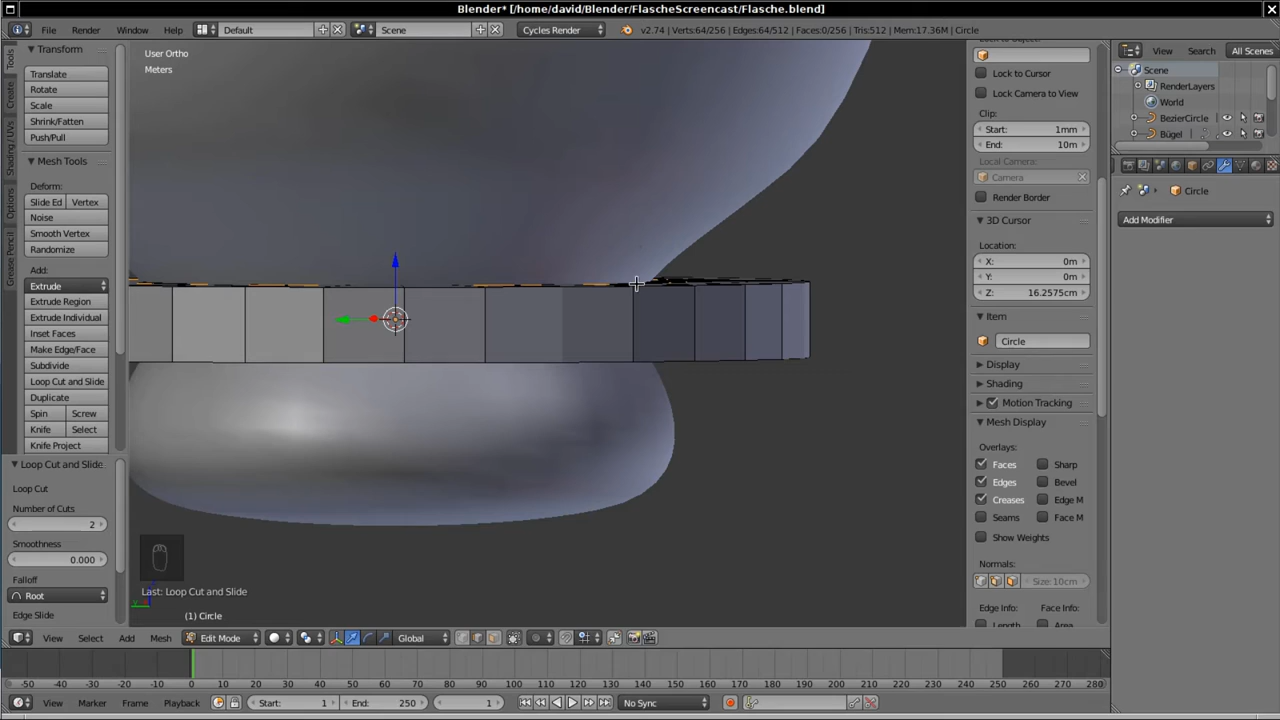 Blender* [/home/david/Blender/FlascheScreencast/Flasche.blend]
File Render Window Help Default Scene Cycles Render v2.74 | Verts:64/256 | Edges:64/512 | Faces:0/256 | Tris:512 | Mem:17.36M | Circle
Tools
Create
Shading / UVs
Options
Grease Pencil
Transform
Translate
Rotate
Scale
Shrink/Fatten
Push/Pull
Mesh Tools
Deform:
Slide Ed Vertex
Noise
Smooth Vertex
Randomize
Add:
Extrude
Extrude Region
Extrude Individual
Inset Faces
Make Edge/Face
Subdivide
Loop Cut and Slide
Duplicate
Spin Screw
Knife Select
Knife Project
Loop Cut and Slide
Loop Cut
Number of Cuts
2
Smoothness
0.000
Falloff
Root
Edge Slide
User Ortho
Meters
Last: Loop Cut and Slide
(1) Circle
Lock to Cursor
Lock Camera to View
Clip:
Start: 1mm
End: 10m
Local Camera:
Camera
Render Border
3D Cursor
Location:
X: 0m
Y: 0m
Z: 16.2575cm
Item
Circle
Display
Shading
Motion Tracking
Mesh Display
Overlays:
Faces Sharp
Edges Bevel
Creases Edge M
Seams Face M
Show Weights
Normals:
Size: 10cm
Edge Info: Face Info:
View Search All Scenes
Scene
RenderLayers
World
BezierCircle
Bügel
Circle
Add Modifier
View Select Add Mesh Edit Mode Global
-50 -40 -30 -20 -10 0 10 20 30 40 50 60 70 80 90 100 110 120 130 140 150 160 170 180 190 200 210 220 230 240 250 260 270 280
View Marker Frame Playback Start: 1 End: 250 1 No Sync